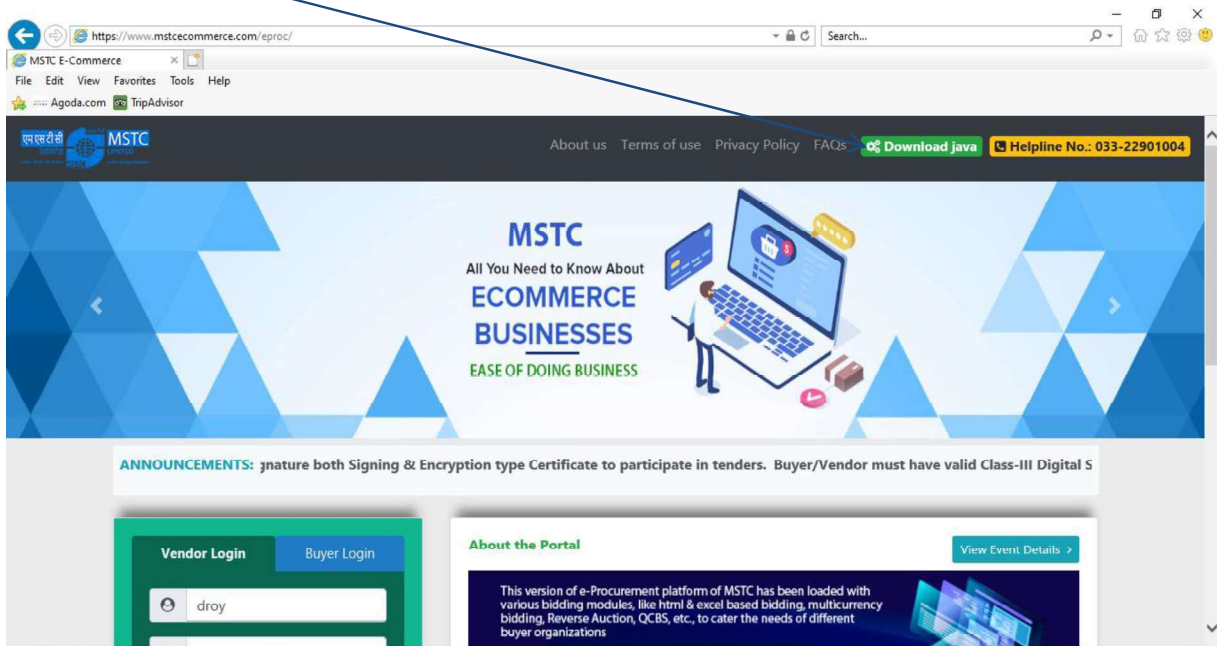 https://www.mstcecommerce.com/eproc/
Search...
MSTC E-Commerce
File Edit View Favorites Tools Help
Agoda.com TripAdvisor
एम एस टी सी MSTC
About us Terms of use Privacy Policy FAQs Download java Helpline No.: 033-22901004
MSTC
All You Need to Know About
ECOMMERCE
BUSINESSES
EASE OF DOING BUSINESS
5
ANNOUNCEMENTS: gnature both Signing & Encryption type Certificate to participate in tenders. Buyer/Vendor must have valid Class-III Digital S
Vendor Login Buyer Login
droy
About the Portal
View Event Details
This version of e-Procurement platform of MSTC has been loaded with
various bidding modules, like html & excel based bidding, multicurrency
bidding, Reverse Auction, QCBS, etc., to cater the needs of different
buyer organizations